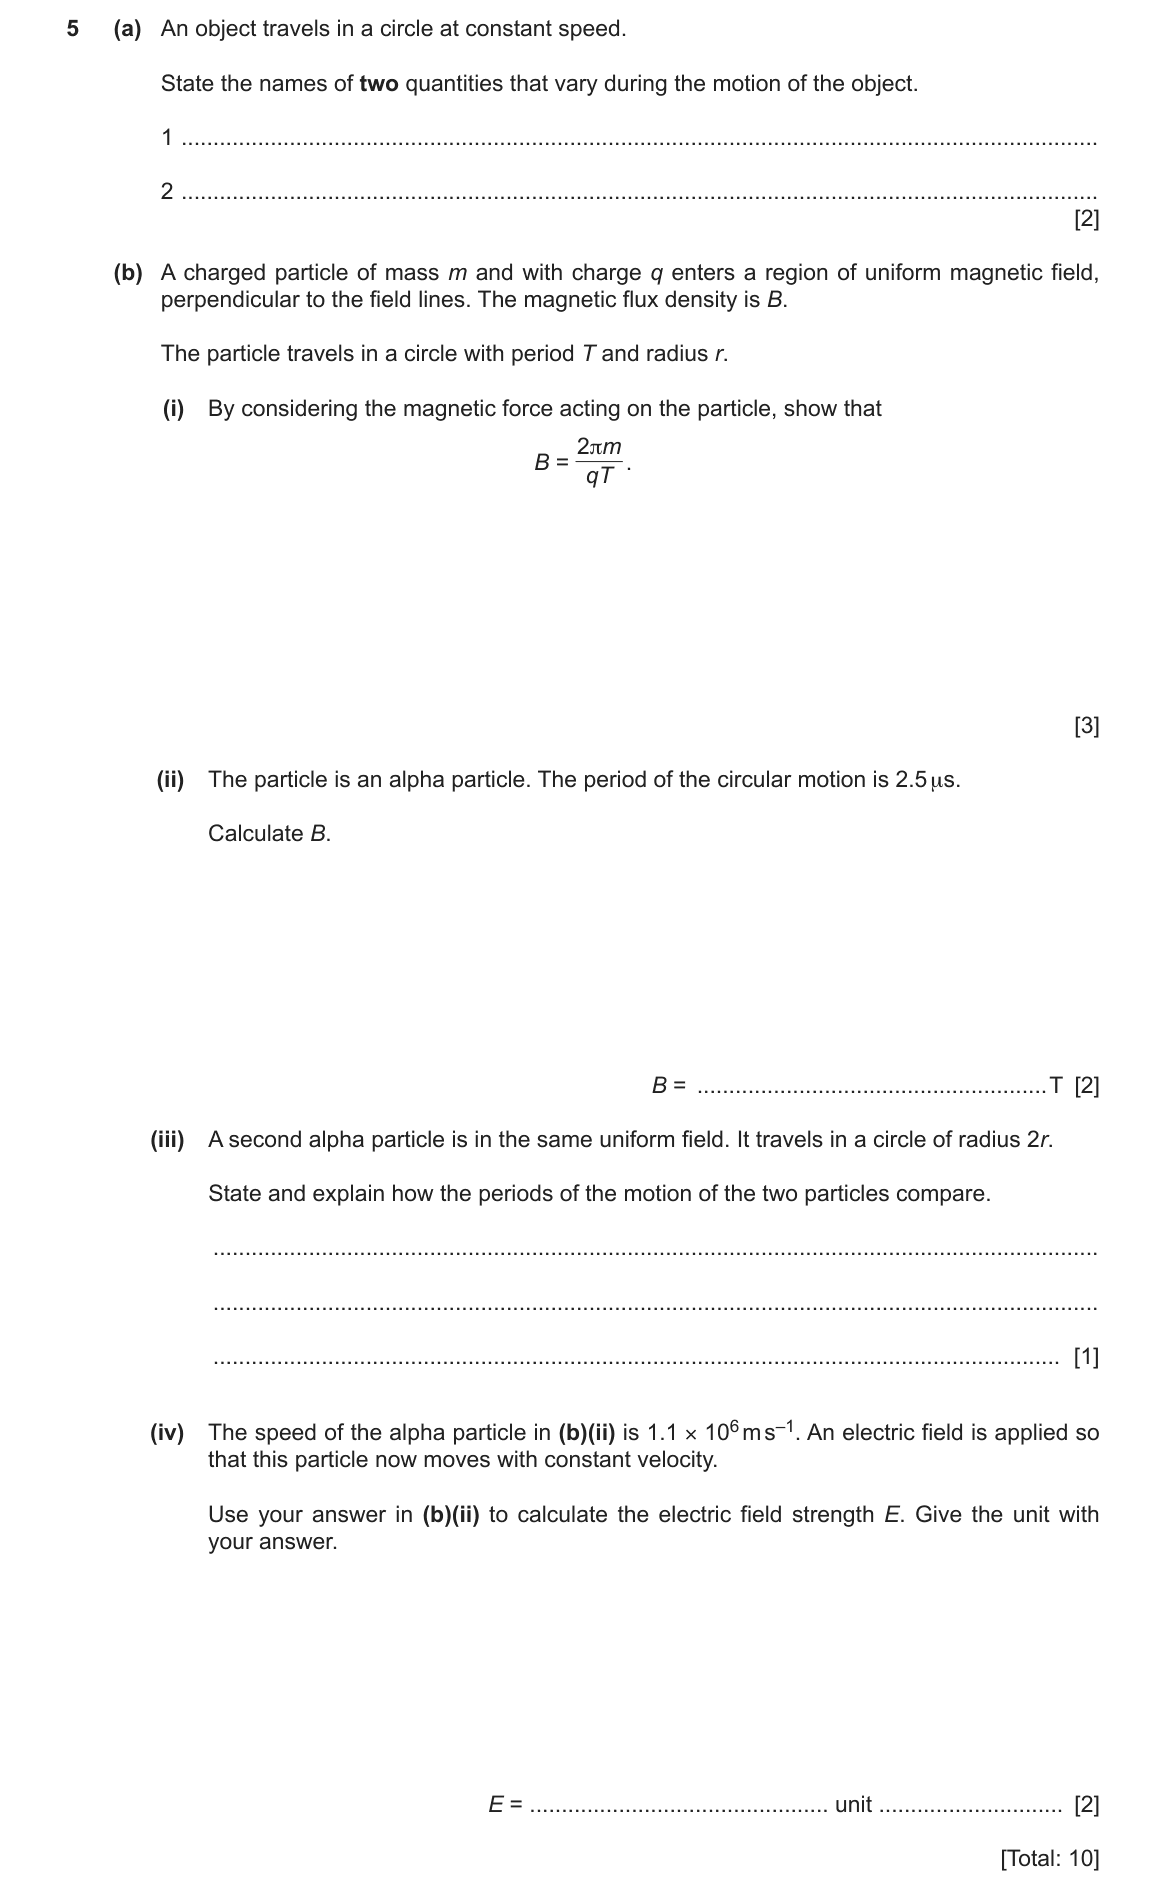 5 (a) An object travels in a circle at constant speed.
State the names of two quantities that vary during the motion of the object.
1 ................................................................................................................................................
2 ................................................................................................................................................
[2]
(b) A charged particle of mass m and with charge q enters a region of uniform magnetic field,
perpendicular to the field lines. The magnetic flux density is B.
The particle travels in a circle with period T and radius r.
(i) By considering the magnetic force acting on the particle, show that
B = 2πm / qT .
[3]
(ii) The particle is an alpha particle. The period of the circular motion is 2.5 μs.
Calculate B.
B = ....................................................... T [2]
(iii) A second alpha particle is in the same uniform field. It travels in a circle of radius 2r.
State and explain how the periods of the motion of the two particles compare.
...........................................................................................................................................
...........................................................................................................................................
..................................................................................................................................... [1]
(iv) The speed of the alpha particle in (b)(ii) is 1.1 × 10⁶ m s⁻¹. An electric field is applied so
that this particle now moves with constant velocity.
Use your answer in (b)(ii) to calculate the electric field strength E. Give the unit with
your answer.
E = ............................................... unit ............................. [2]
[Total: 10]